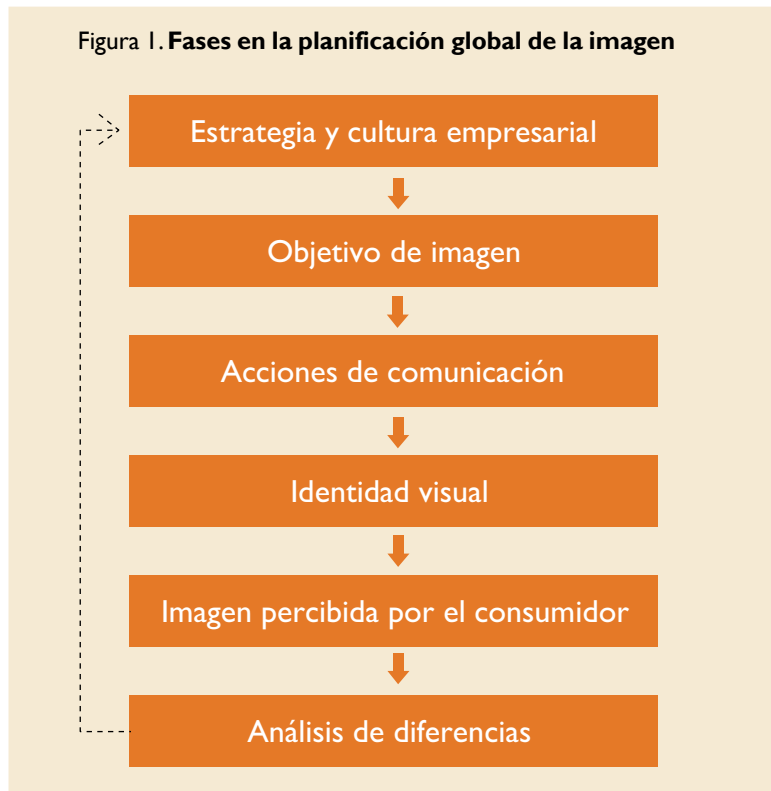 Figura 1. Fases en la planificación global de la imagen
Estrategia y cultura empresarial
Objetivo de imagen
Acciones de comunicación
Identidad visual
Imagen percibida por el consumidor
Análisis de diferencias